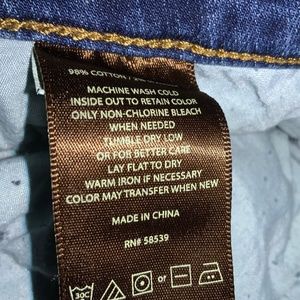 98% COTTON / 2%
MACHINE WASH COLD
INSIDE OUT TO RETAIN COLOR
ONLY NON-CHLORINE BLEACH
WHEN NEEDED
TUMBLE DRY LOW
OR FOR BETTER CARE
LAY FLAT TO DRY
WARM IRON IF NECESSARY
COLOR MAY TRANSFER WHEN NEW
MADE IN CHINA
RN# 58539
30C
or